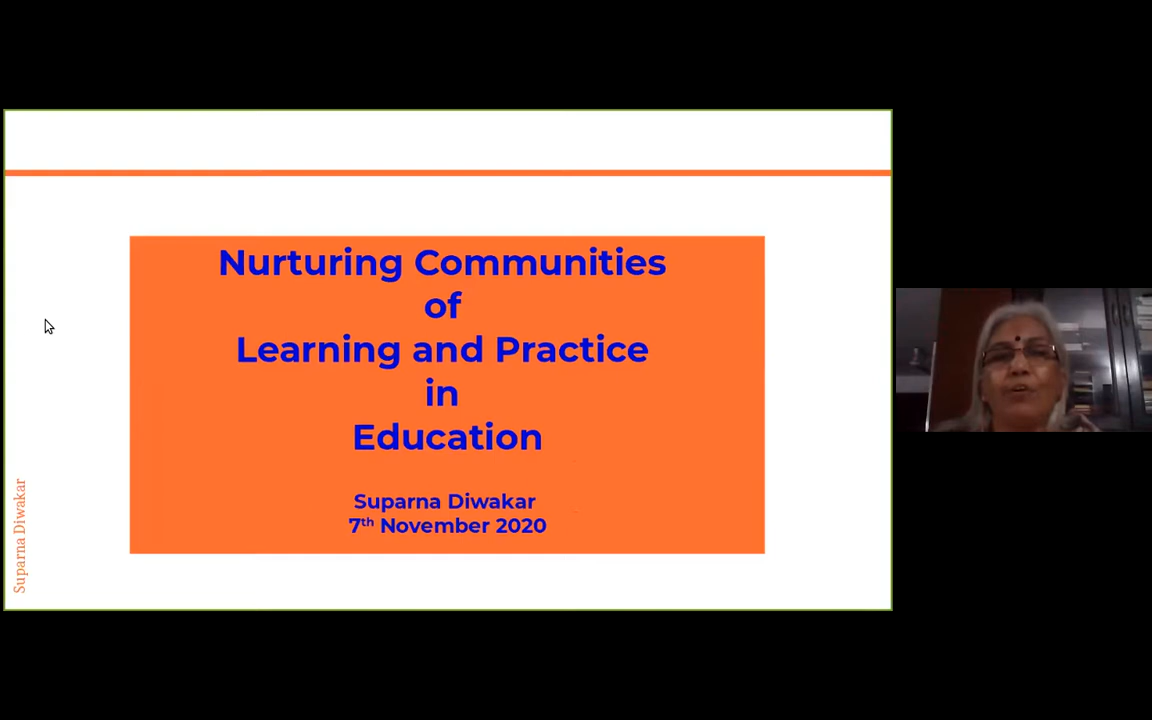 Nurturing Communities
of
Learning and Practice
in
Education
Suparna Diwakar
7th November 2020
Suparna Diwakar